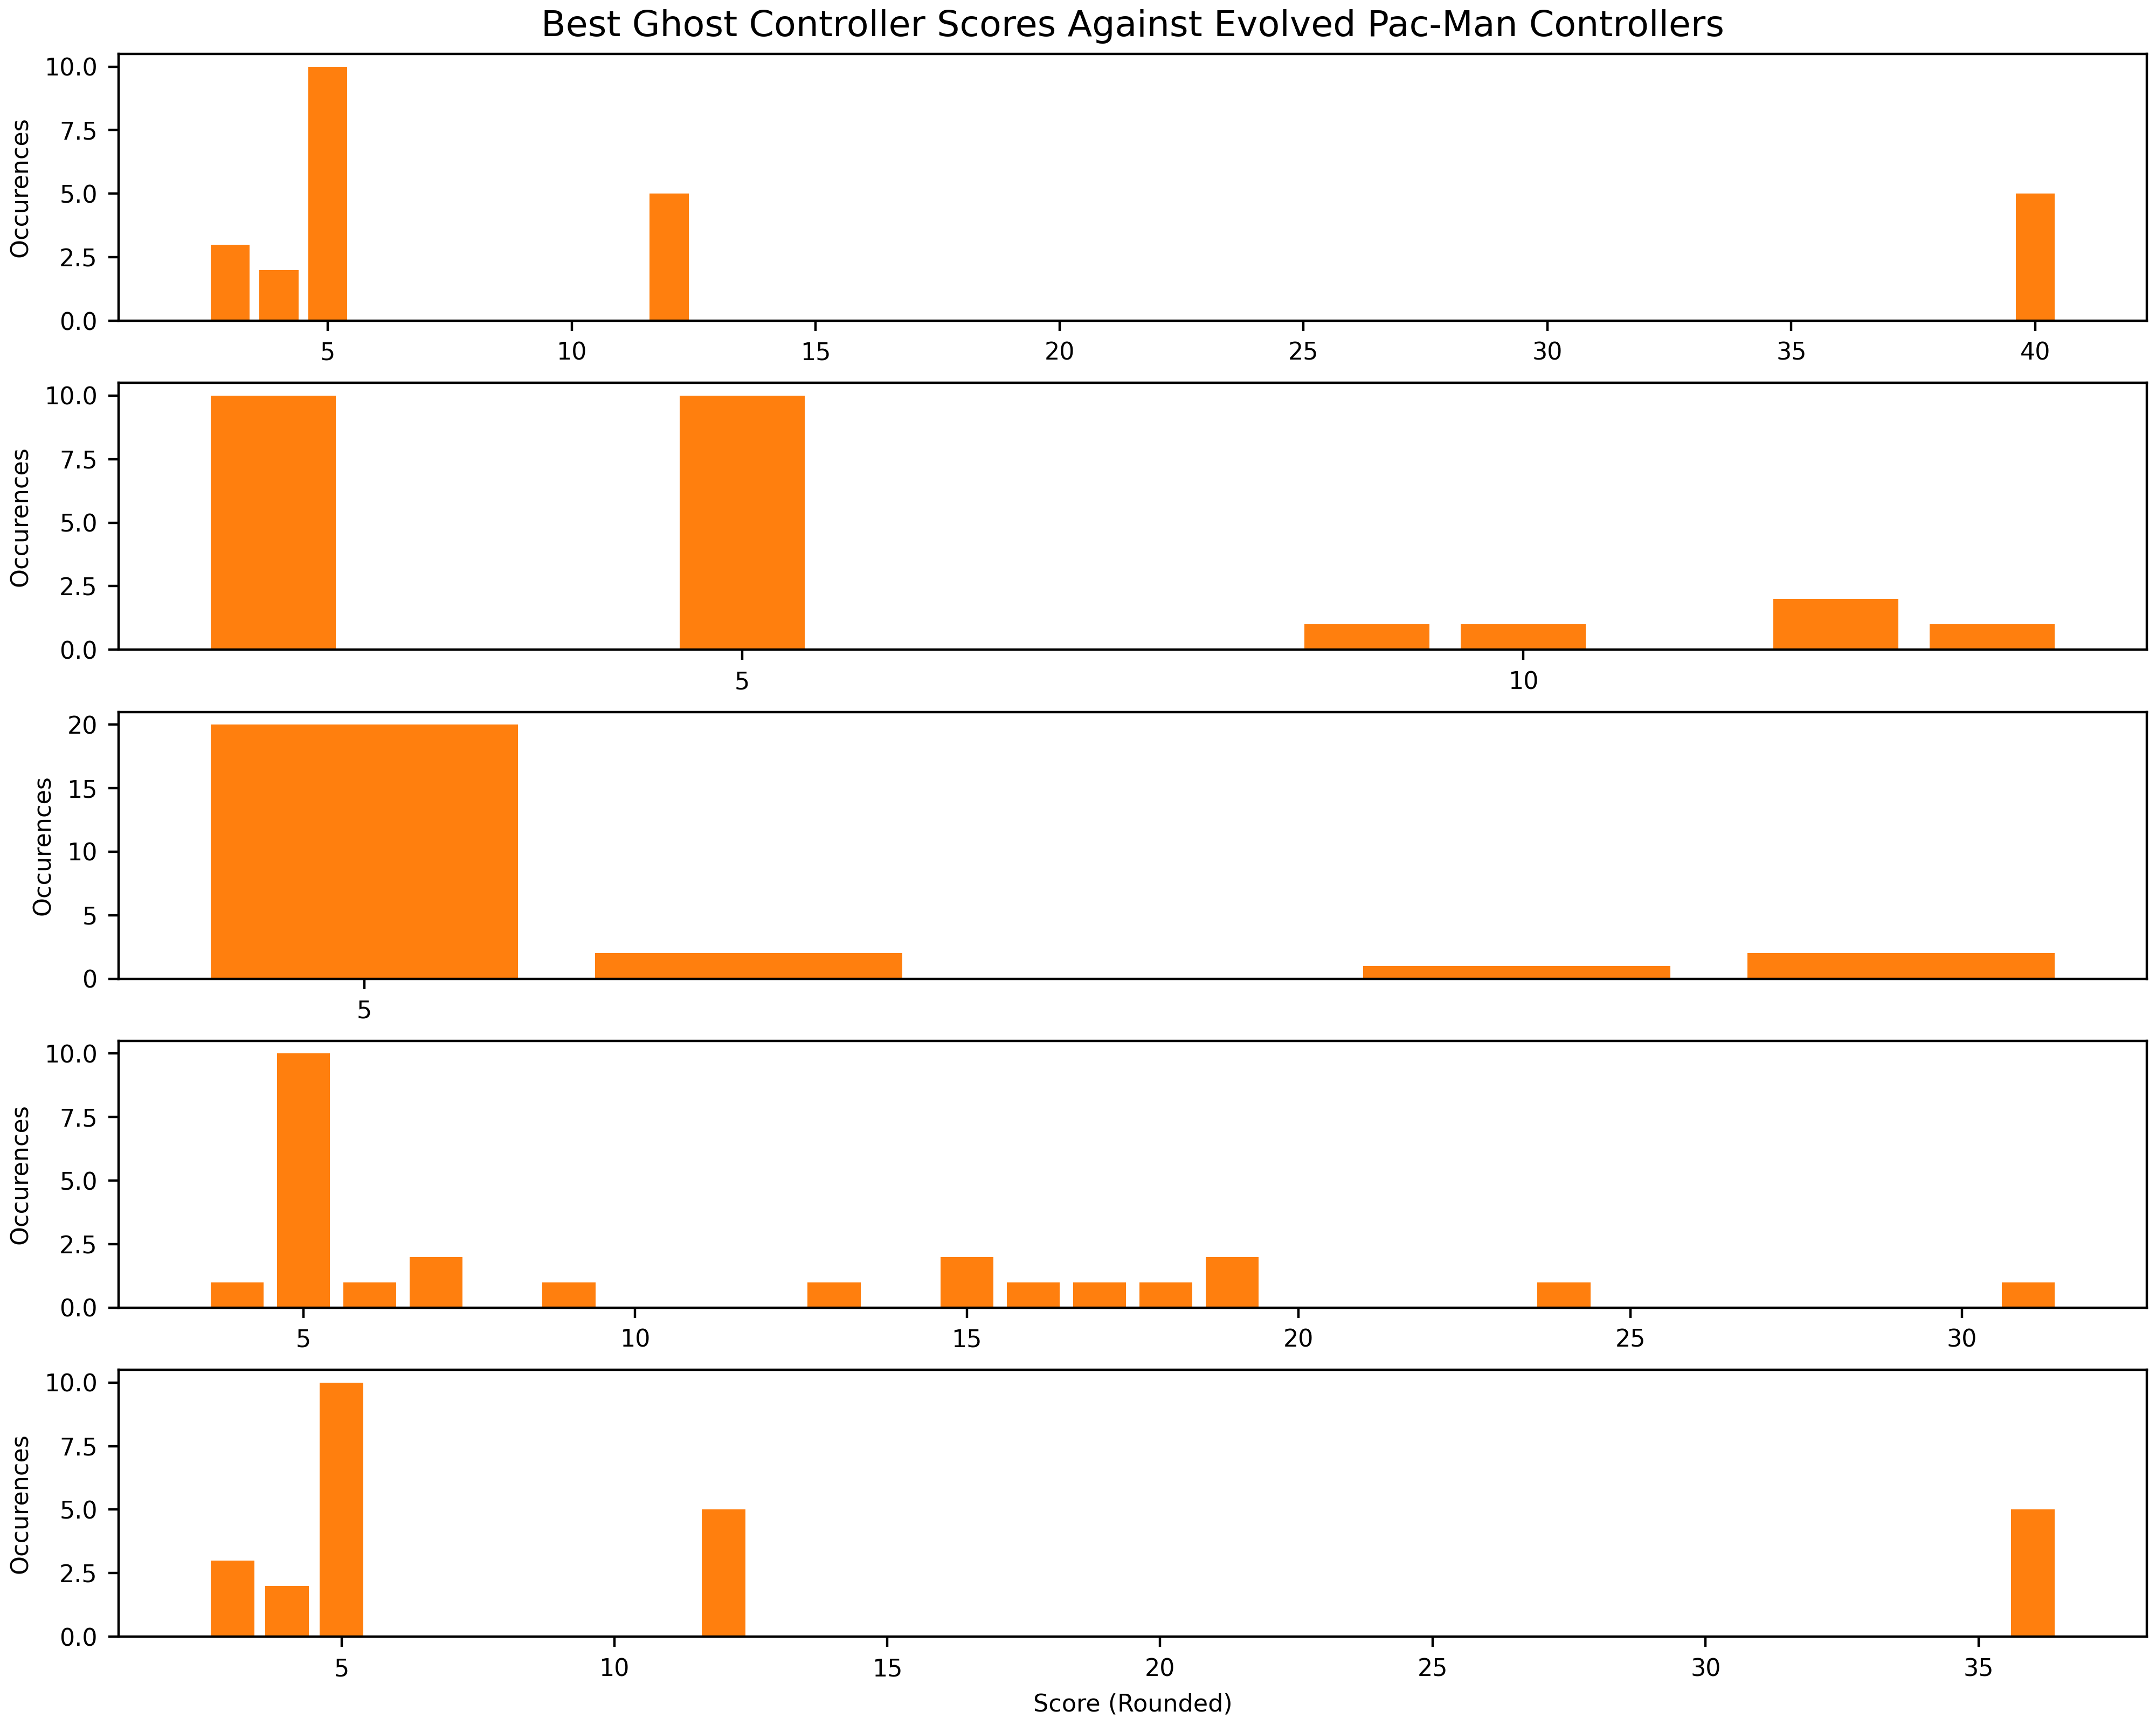 Best Ghost Controller Scores Against Evolved Pac-Man Controllers
10.0
7.5
5.0
2.5
0.0
Occurences
5 10 15 20 25 30 35 40
10.0
7.5
5.0
2.5
0.0
Occurences
5 10
20
15
10
5
0
Occurences
5
10.0
7.5
5.0
2.5
0.0
Occurences
5 10 15 20 25 30
10.0
7.5
5.0
2.5
0.0
Occurences
5 10 15 20 25 30 35
Score (Rounded)